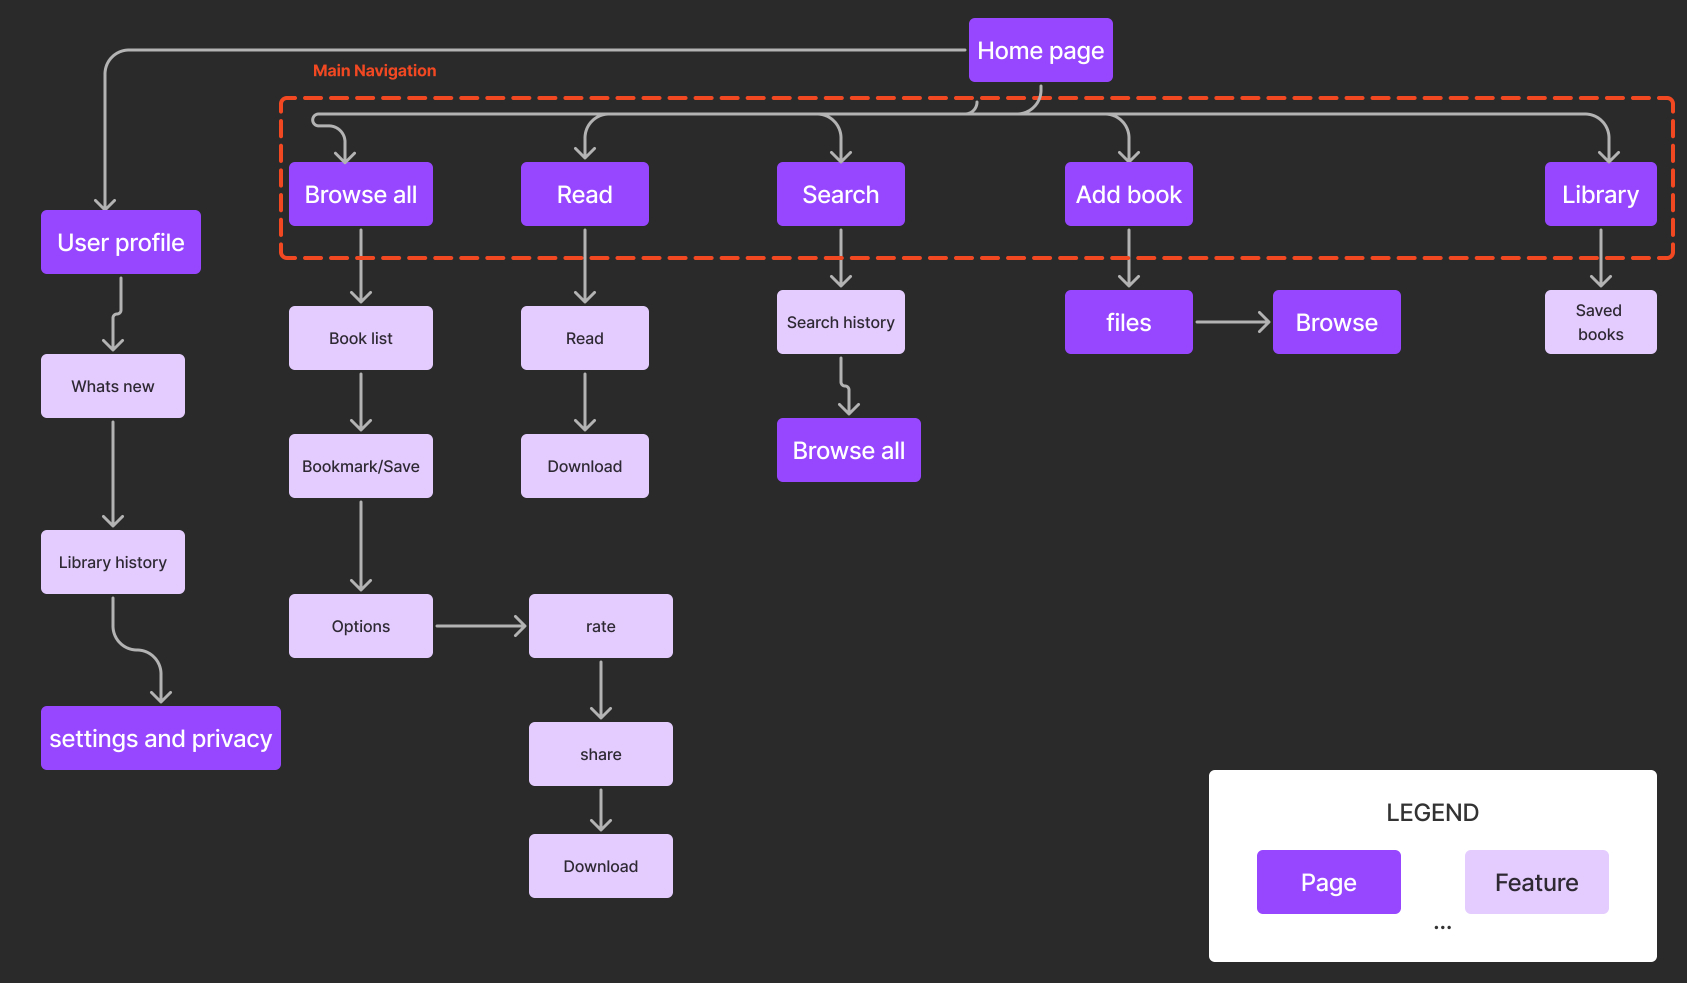 Home page
Main Navigation
Browse all
Read
Search
Add book
Library
User profile
Book list
Read
Search history
files
Browse
Saved
books
Whats new
Bookmark/Save
Download
Browse all
Library history
Options
rate
settings and privacy
share
Download
LEGEND
Page
Feature
...